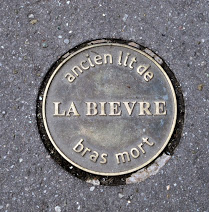 ancien lit de
LA BIEVRE
bras mort